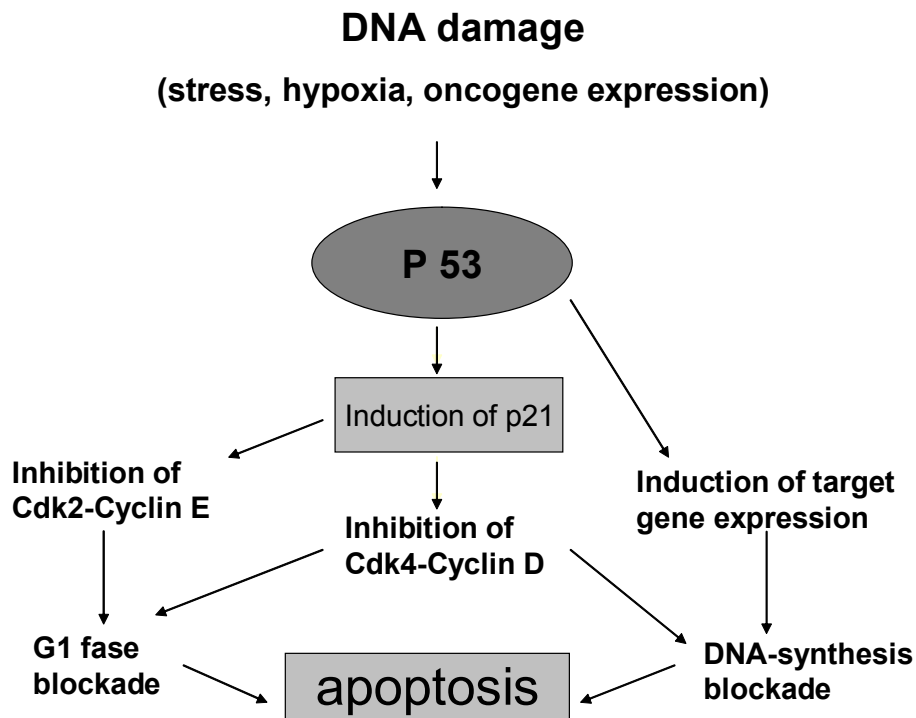 DNA damage
(stress, hypoxia, oncogene expression)
P 53
Induction of p21
Inhibition of
Cdk2-Cyclin E
Inhibition of
Cdk4-Cyclin D
Induction of target
gene expression
G1 fase
blockade
apoptosis
DNA-synthesis
blockade